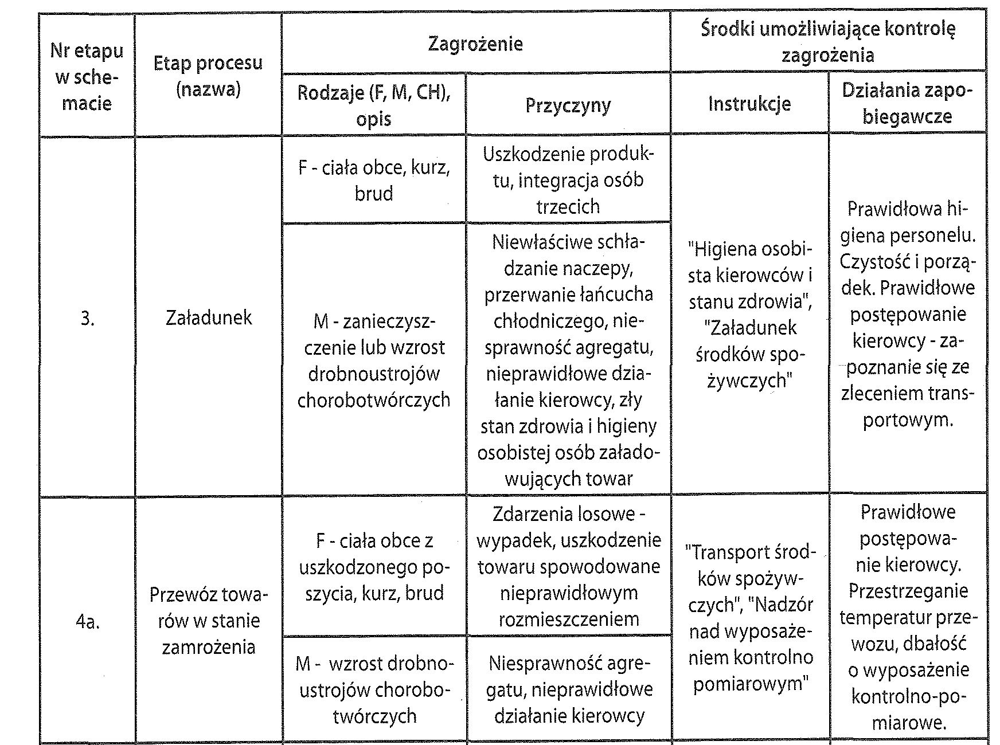 Nr etapu
w sche-
macie
Etap procesu
(nazwa)
Zagrożenie
Środki umożliwiające kontrolę
zagrożenia
Rodzaje (F, M, CH),
opis
Przyczyny
Instrukcje
Działania zapo-
biegawcze
3.
Załadunek
F - ciała obce, kurz,
brud
Uszkodzenie produk-
tu, integracja osób
trzecich
M - zanieczysz-
czenie lub wzrost
drobnoustrojów
chorobotwórczych
Niewłaściwe schła-
dzanie naczepy,
przerwanie łańcucha
chłodniczego, nie-
sprawność agregatu,
nieprawidłowe dzia-
łanie kierowcy, zły
stan zdrowia i higieny
osobistej osób załado-
wujących towar
"Higiena osobi-
sta kierowców i
stanu zdrowia",
"Załadunek
środków spo-
żywczych"
Prawidłowa hi-
giena personelu.
Czystość i porzą-
dek. Prawidłowe
postępowanie
kierowcy - za-
poznanie się ze
zleceniem trans-
portowym.
4a.
Przewóz towa-
rów w stanie
zamrożenia
F - ciała obce z
uszkodzonego po-
szycia, kurz, brud
Zdarzenia losowe -
wypadek, uszkodzenie
towaru spowodowane
nieprawidłowym
rozmieszczeniem
M - wzrost drobno-
ustrojów chorobo-
twórczych
Niesprawność agre-
gatu, nieprawidłowe
działanie kierowcy
"Transport środ-
ków spożyw-
czych", "Nadzór
nad wyposaże-
niem kontrolno
pomiarowym"
Prawidłowe
postępowa-
nie kierowcy.
Przestrzeganie
temperatur prze-
wozu, dbałość
o wyposażenie
kontrolno-po-
miarowe.